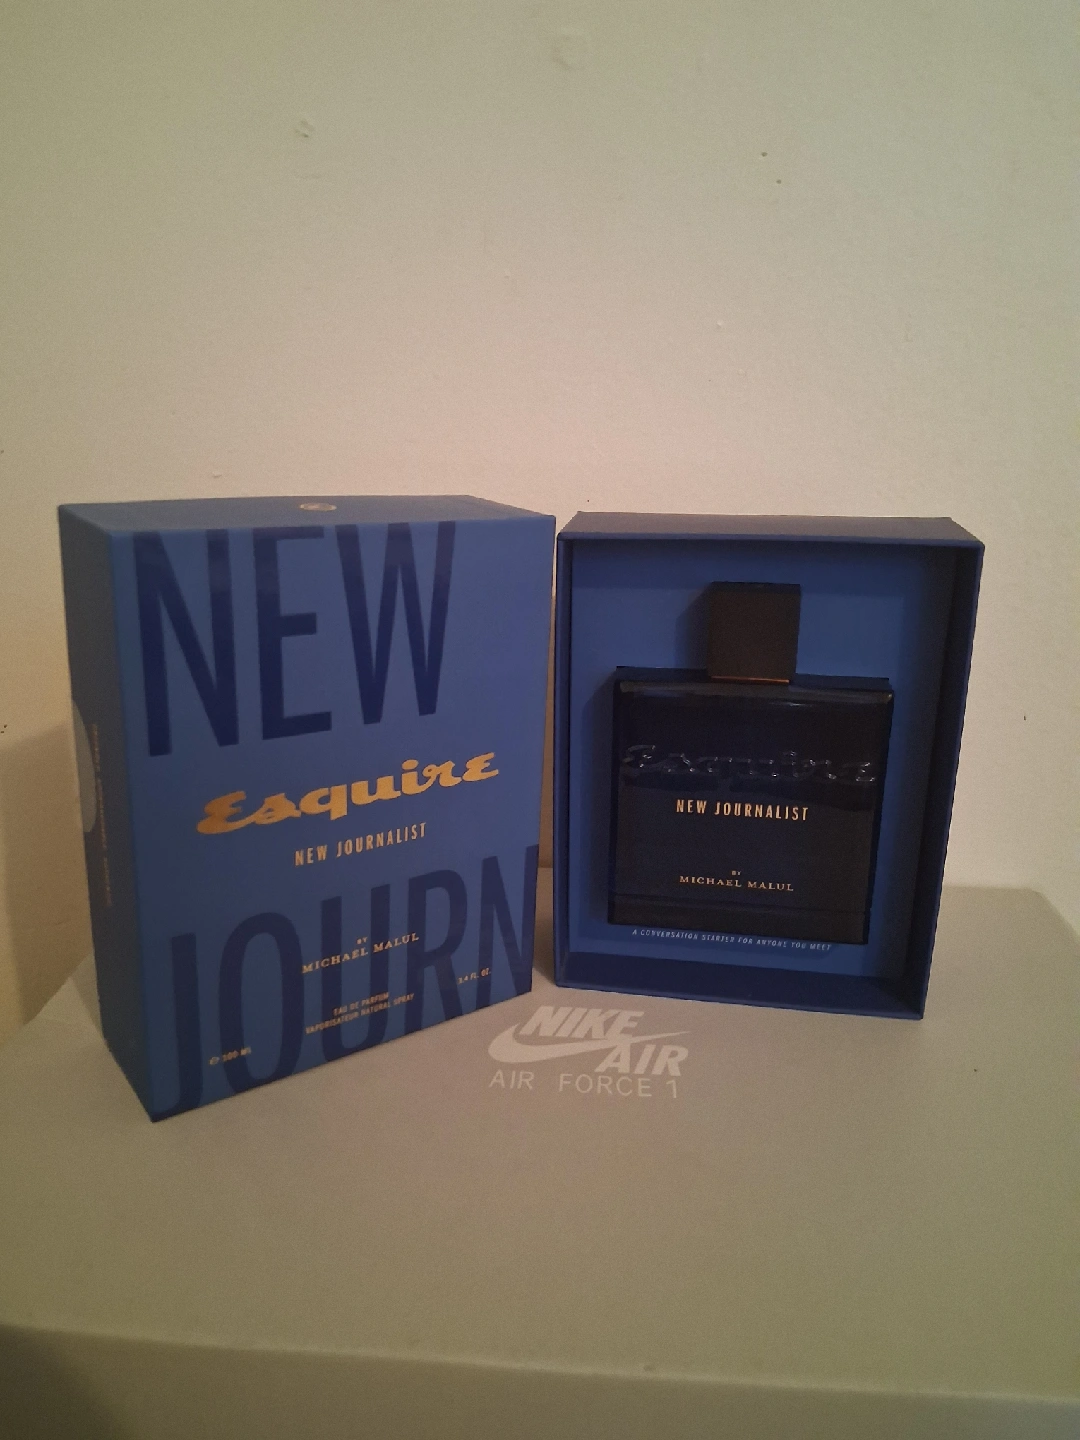 NEW
Esquire
NEW JOURNALIST
JOURN
BY
MICHAEL MALUL
EAU DE PARFUM
VAPORISATEUR NATURAL SPRAY
3.4 FL. OZ.
e 100 ML
Esquire
NEW JOURNALIST
BY
MICHAEL MALUL
A CONVERSATION STARTER FOR ANYONE YOU MEET
NIKE
AIR
AIR FORCE 1